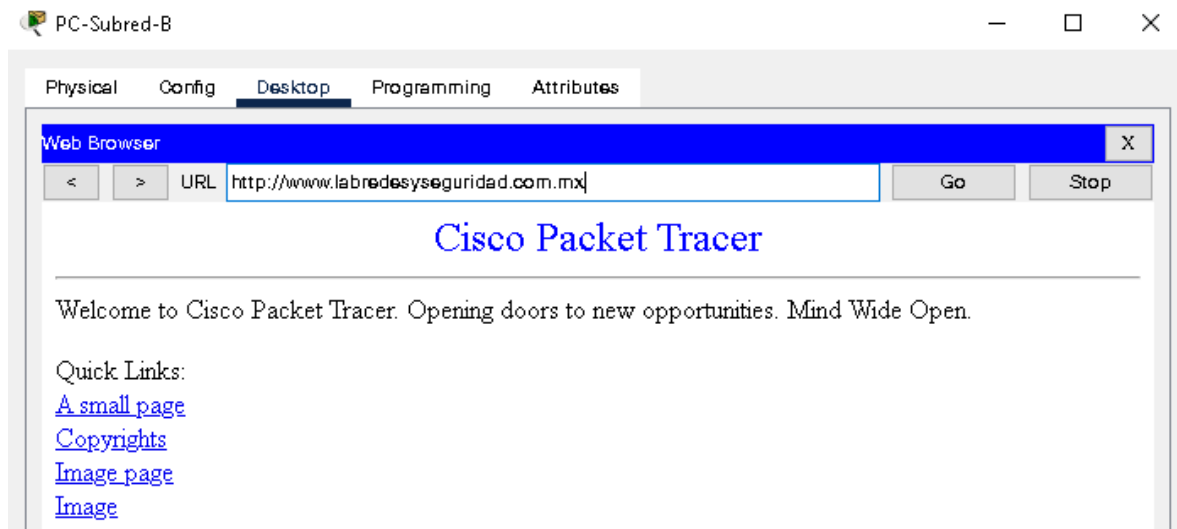 PC-Subred-B
Physical Config Desktop Programming Attributes
Web Browser X
< > URL http://www.labredesyseguridad.com.mx Go Stop
Cisco Packet Tracer
Welcome to Cisco Packet Tracer. Opening doors to new opportunities. Mind Wide Open.
Quick Links:
A small page
Copyrights
Image page
Image